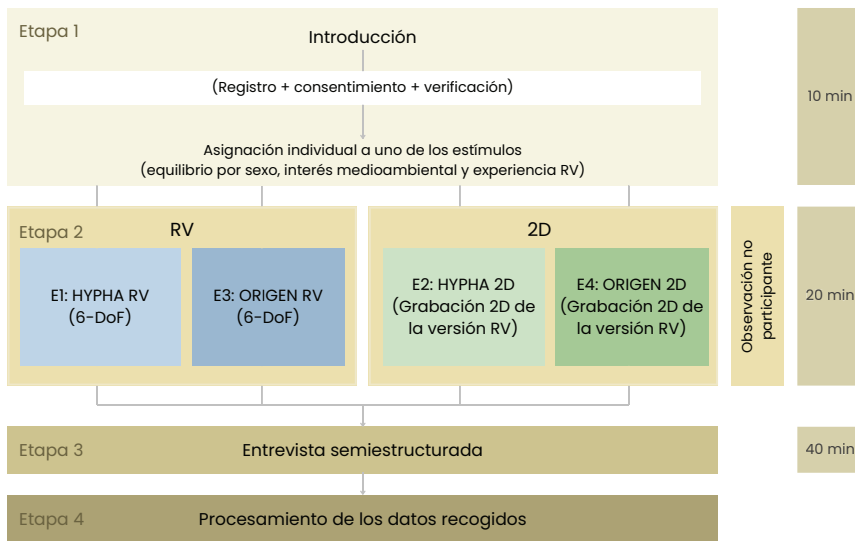 Etapa 1
Introducción
(Registro + consentimiento + verificación)
Asignación individual a uno de los estímulos
(equilibrio por sexo, interés medioambiental y experiencia RV)
10 min
Etapa 2
RV
2D
E1: HYPHA RV
(6-DoF)
E3: ORIGEN RV
(6-DoF)
E2: HYPHA 2D
(Grabación 2D de
la versión RV)
E4: ORIGEN 2D
(Grabación 2D de
la versión RV)
Observación no
participante
20 min
Etapa 3
Entrevista semiestructurada
40 min
Etapa 4
Procesamiento de los datos recogidos